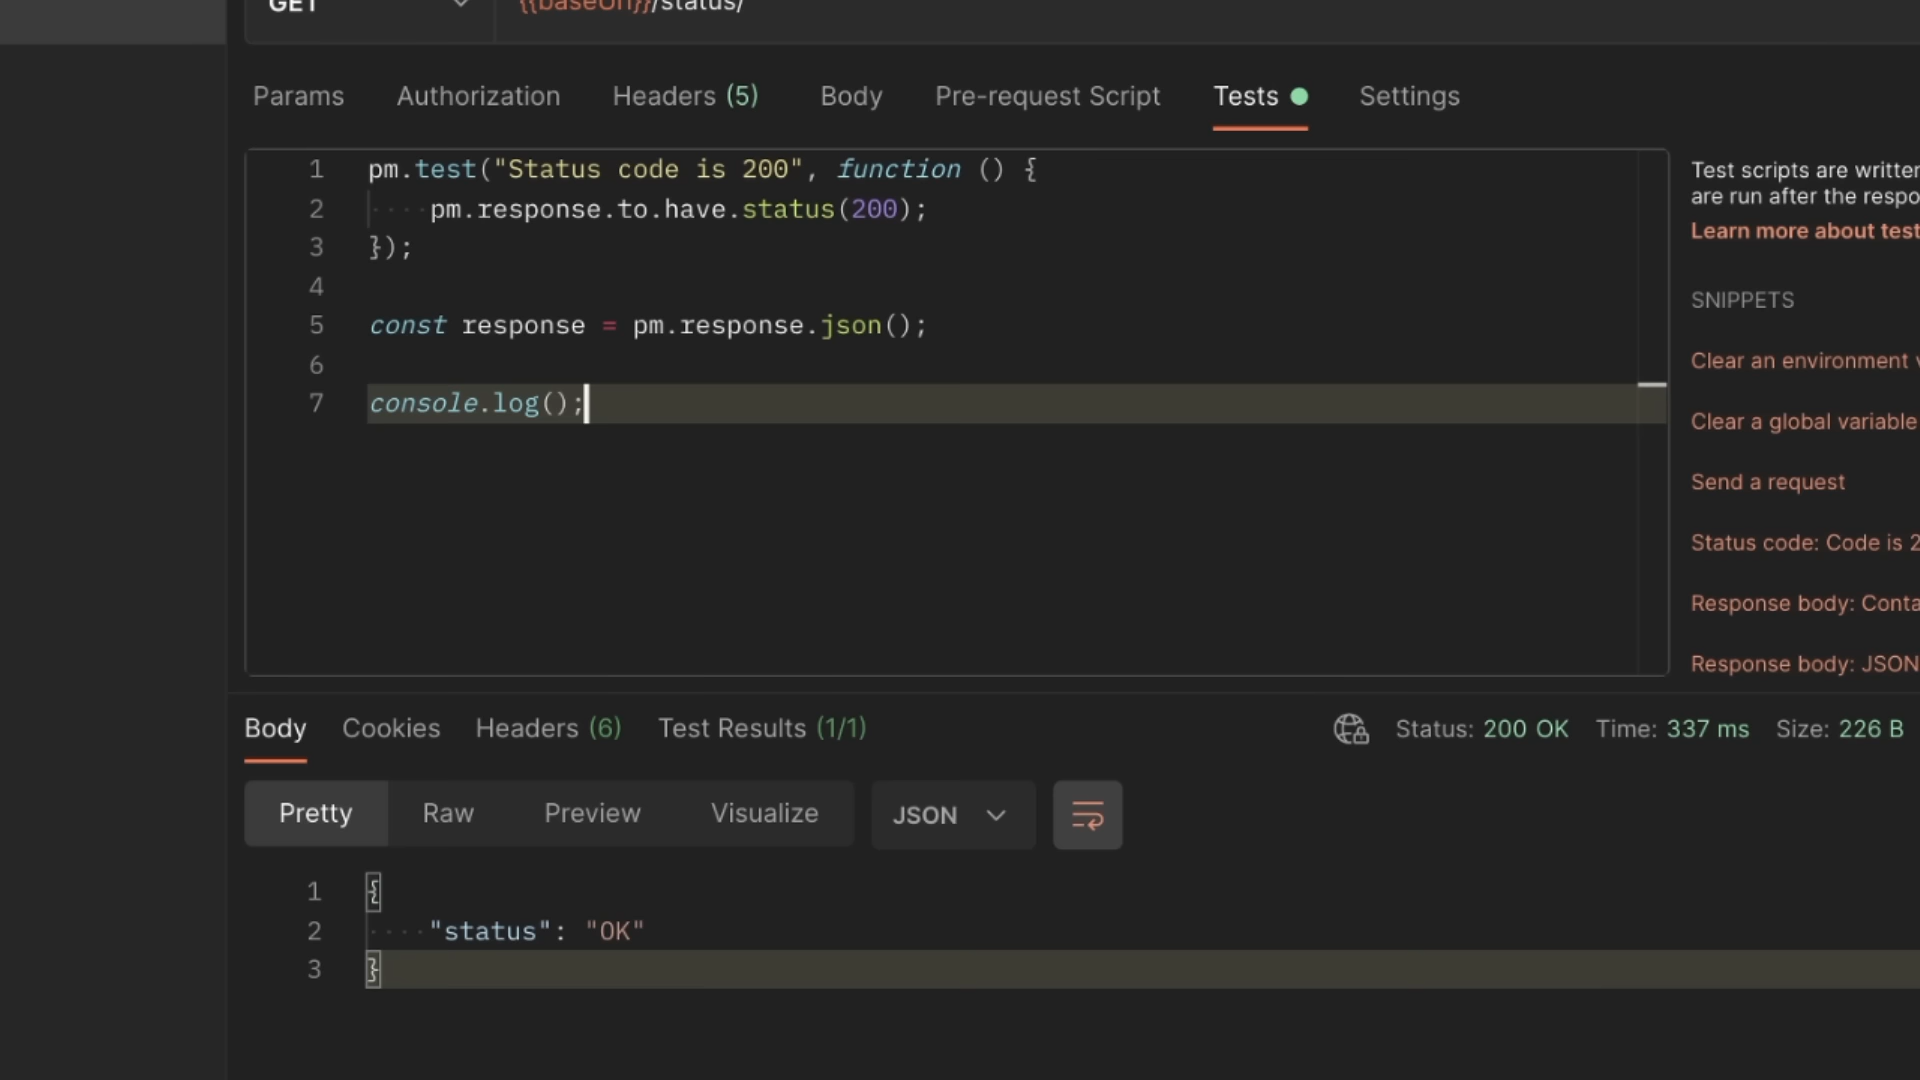 GET {{baseUrl}}/status/
Params Authorization Headers (5) Body Pre-request Script Tests Settings
1 pm.test("Status code is 200", function () {
2 pm.response.to.have.status(200);
3 });
4
5 const response = pm.response.json();
6
7 console.log();
Test scripts are written
are run after the respo
Learn more about test
SNIPPETS
Clear an environment v
Clear a global variable
Send a request
Status code: Code is 2
Response body: Conta
Response body: JSON
Body Cookies Headers (6) Test Results (1/1) Status: 200 OK Time: 337 ms Size: 226 B
Pretty Raw Preview Visualize JSON
1 {
2 "status": "OK"
3 }